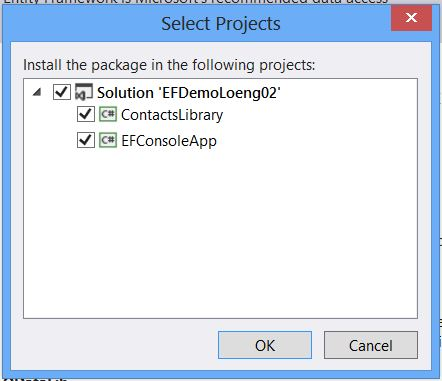 Entity Framework is Microsoft's recommended data access
Select Projects
Install the package in the following projects:
Solution 'EFDemoLoeng02'
C# ContactsLibrary
C# EFConsoleApp
OK Cancel